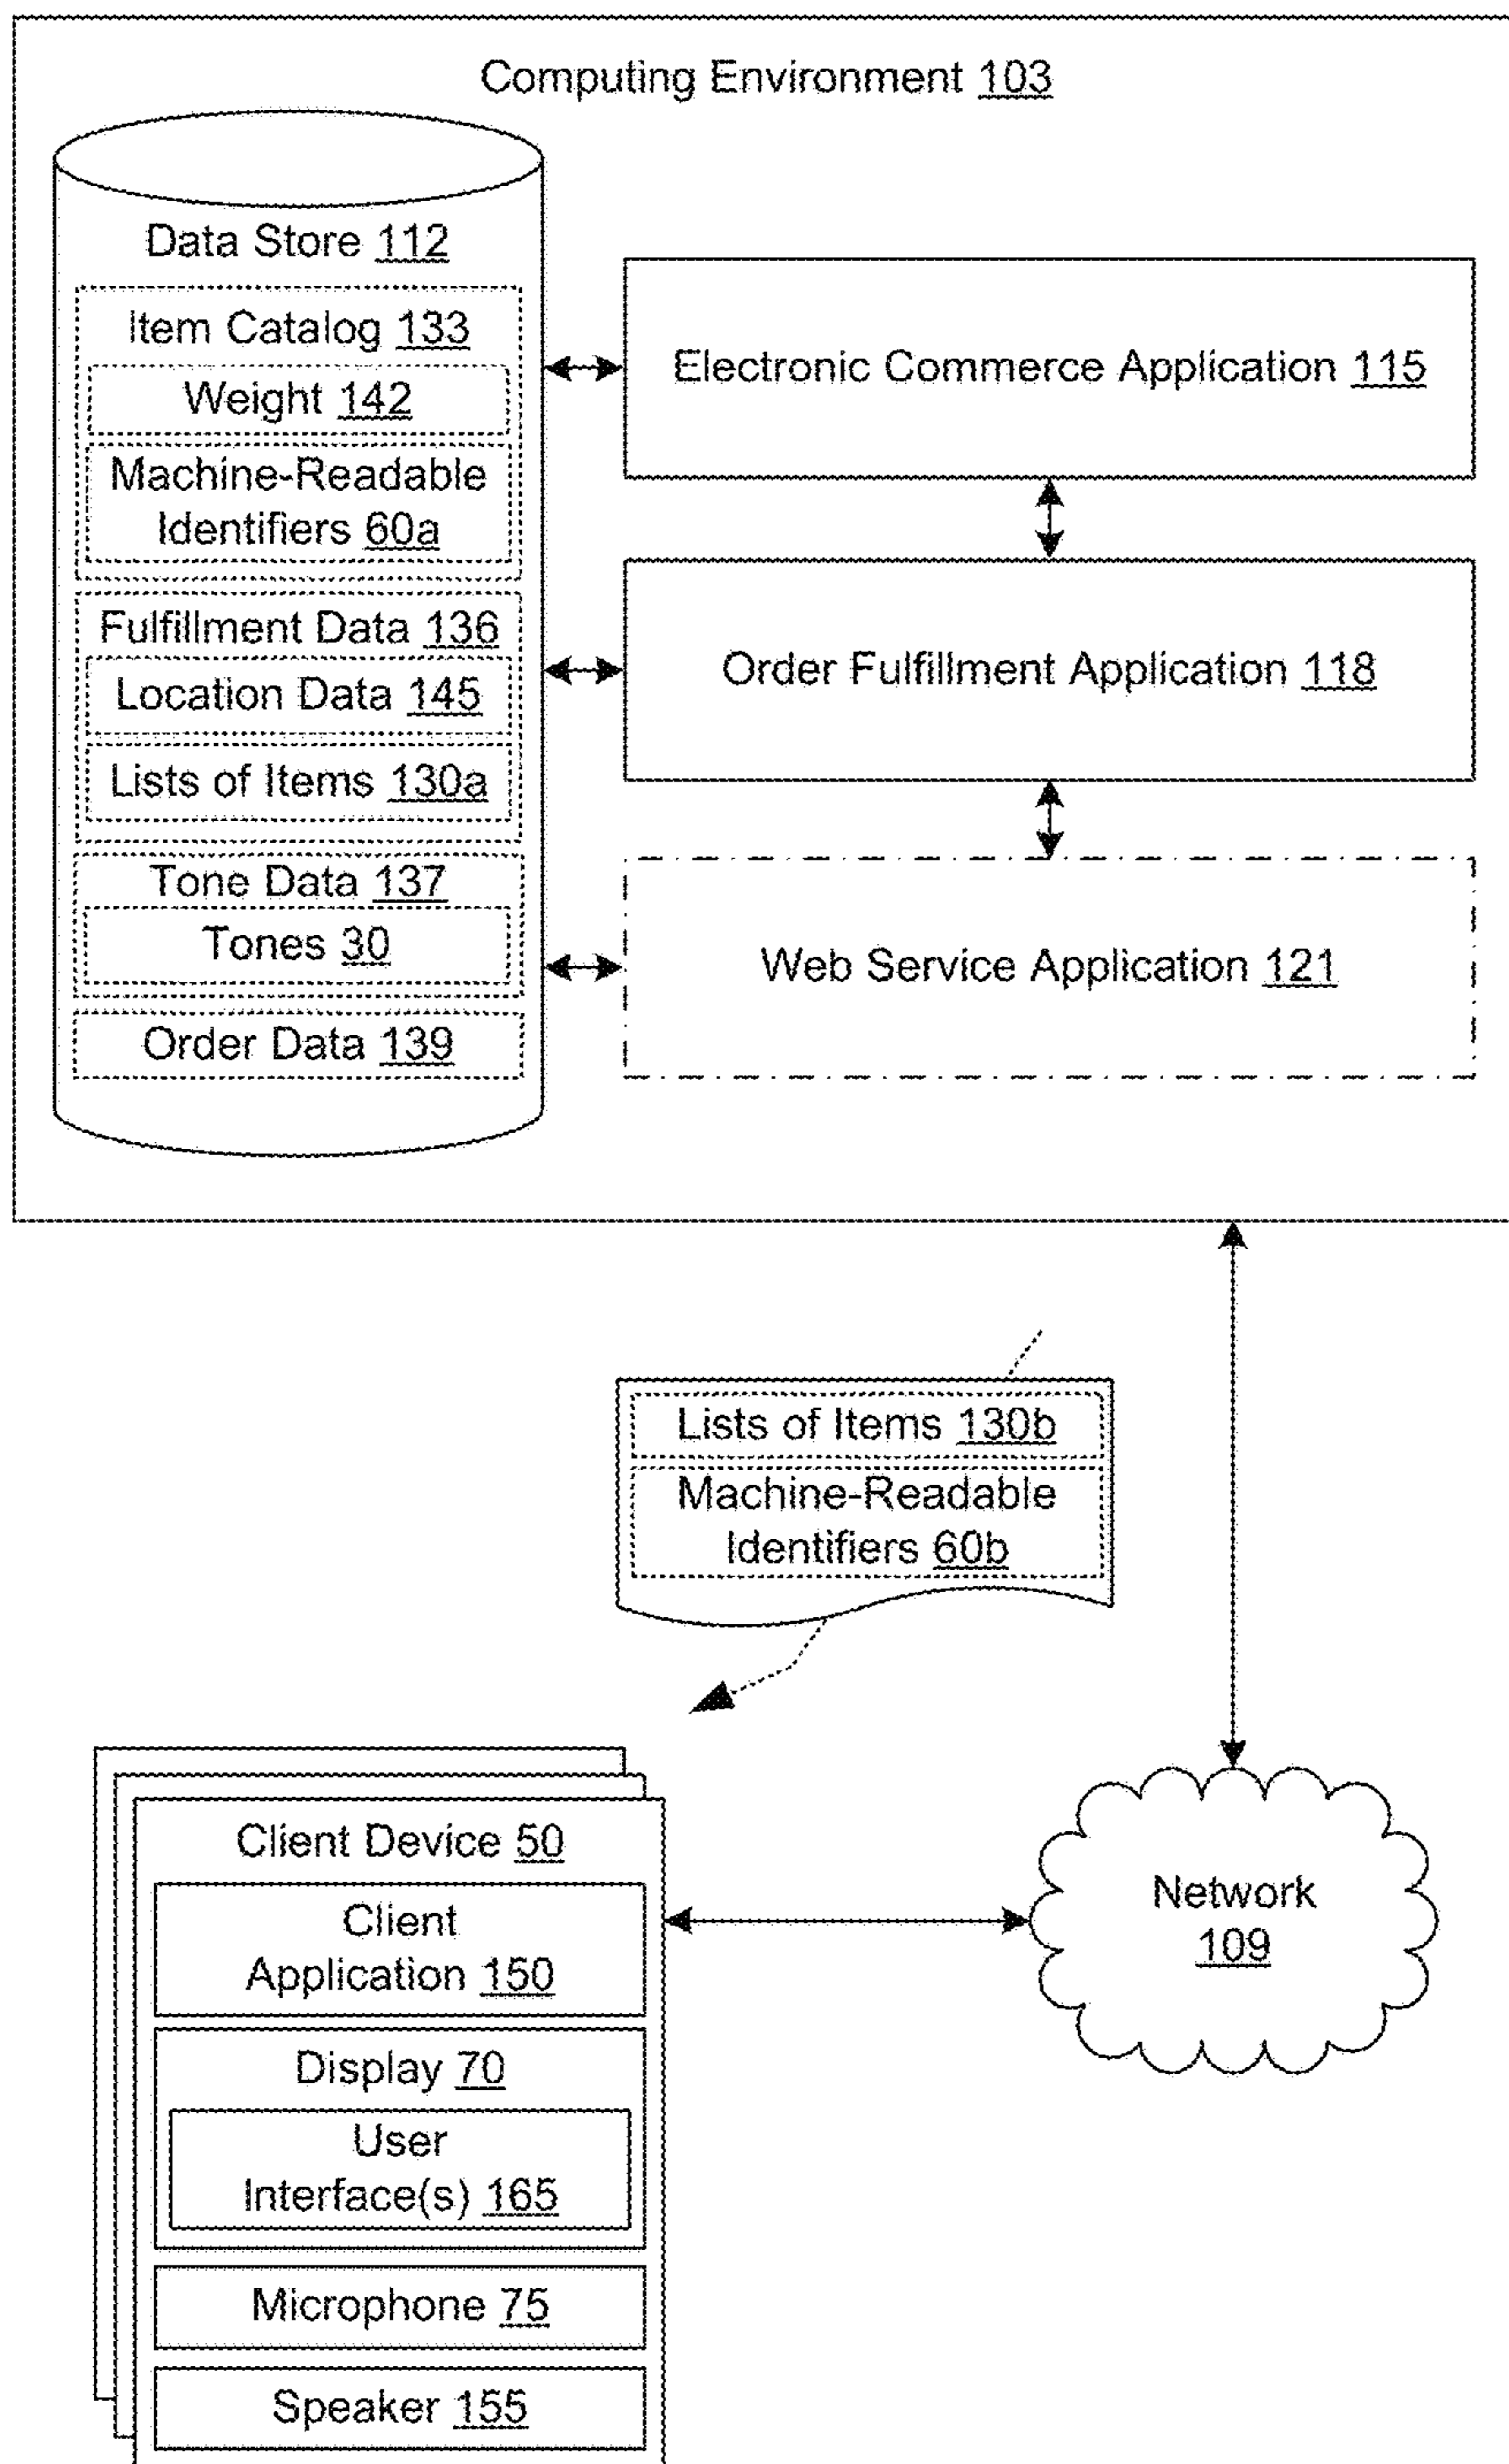 Computing Environment 103
Data Store 112
Item Catalog 133
Weight 142
Machine-Readable
Identifiers 60a
Fulfillment Data 136
Location Data 145
Lists of Items 130a
Tone Data 137
Tones 30
Order Data 139
Electronic Commerce Application 115
Order Fulfillment Application 118
Web Service Application 121
Lists of Items 130b
Machine-Readable
Identifiers 60b
Client Device 50
Client
Application 150
Display 70
User
Interface(s) 165
Microphone 75
Speaker 155
Network
109